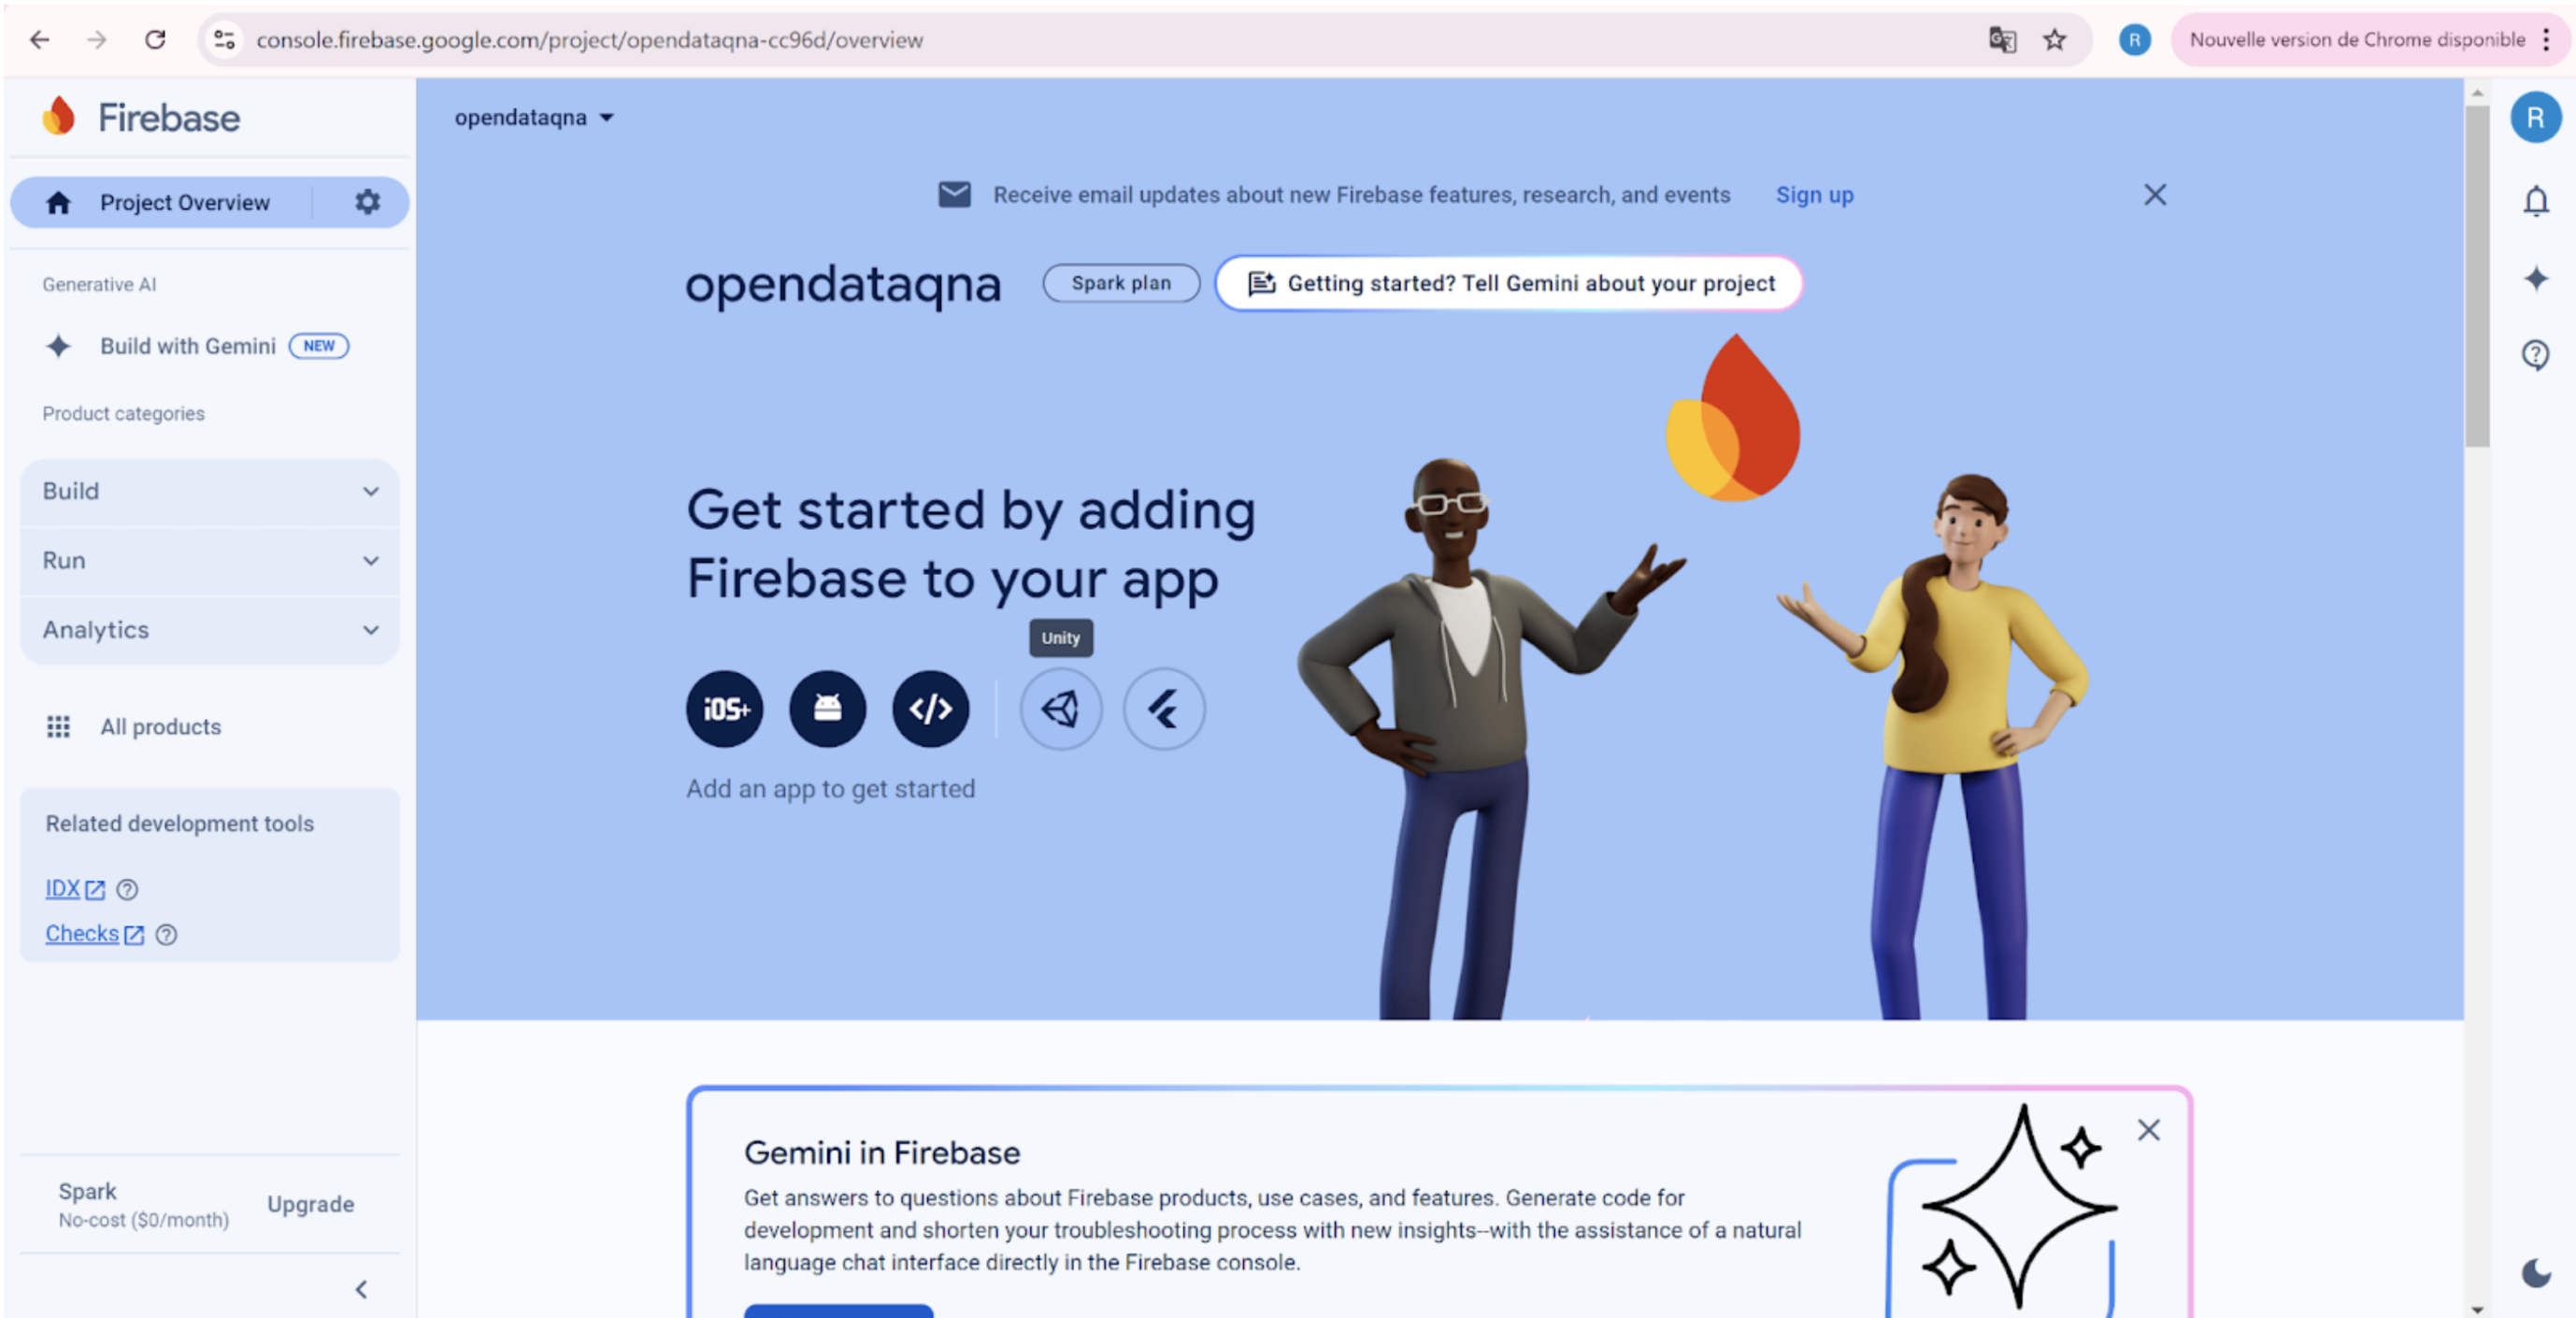 console.firebase.google.com/project/opendataqna-cc96d/overview
R
Nouvelle version de Chrome disponible
Firebase
opendataqna
R
Receive email updates about new Firebase features, research, and events Sign up
Project Overview
opendataqna
Spark plan
Getting started? Tell Gemini about your project
Generative AI
Build with Gemini NEW
Product categories
Build
Run
Analytics
All products
Related development tools
IDX
Checks
Spark
No-cost ($0/month)
Upgrade
Get started by adding
Firebase to your app
Unity
iOS+
</>
Add an app to get started
Gemini in Firebase
Get answers to questions about Firebase products, use cases, and features. Generate code for
development and shorten your troubleshooting process with new insights--with the assistance of a natural
language chat interface directly in the Firebase console.